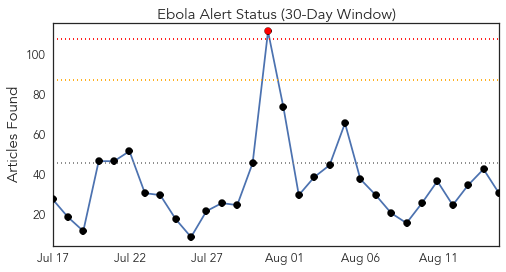 Ebola Alert Status (30-Day Window)
Articles Found
100
80
60
40
20
Jul 17 Jul 22 Jul 27 Aug 01 Aug 06 Aug 11